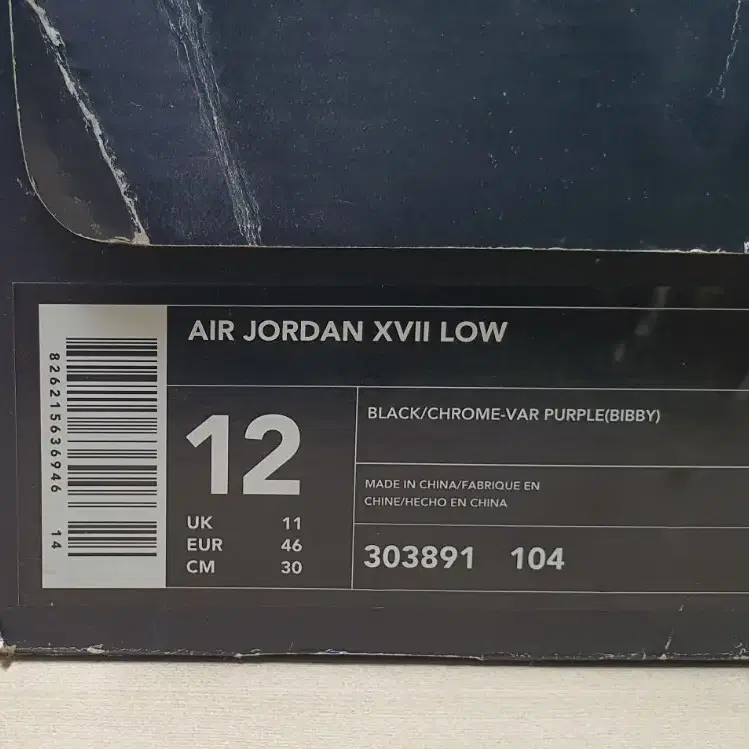 AIR JORDAN XVII LOW
826215636946 14
12
UK 11
EUR 46
CM 30
BLACK/CHROME-VAR PURPLE(BIBBY)
MADE IN CHINA/FABRIQUE EN
CHINE/HECHO EN CHINA
303891 104